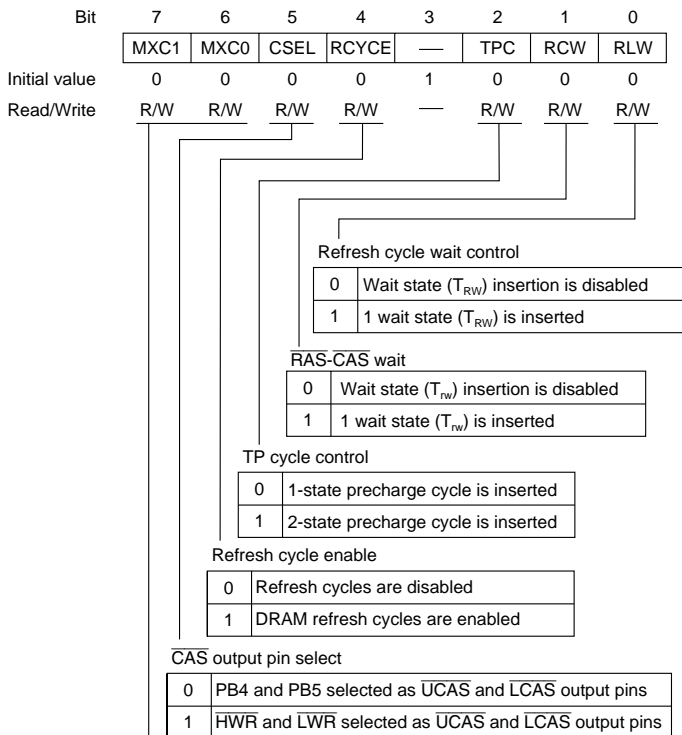 Bit 7 6 5 4 3 2 1 0
MXC1 MXC0 CSEL RCYCE — TPC RCW RLW
Initial value 0 0 0 0 1 0 0 0
Read/Write R/W R/W R/W R/W — R/W R/W R/W
Refresh cycle wait control
0 Wait state (TRW) insertion is disabled
1 1 wait state (TRW) is inserted
RAS-CAS wait
0 Wait state (Trw) insertion is disabled
1 1 wait state (Trw) is inserted
TP cycle control
0 1-state precharge cycle is inserted
1 2-state precharge cycle is inserted
Refresh cycle enable
0 Refresh cycles are disabled
1 DRAM refresh cycles are enabled
CAS output pin select
0 PB4 and PB5 selected as UCAS and LCAS output pins
1 HWR and LWR selected as UCAS and LCAS output pins